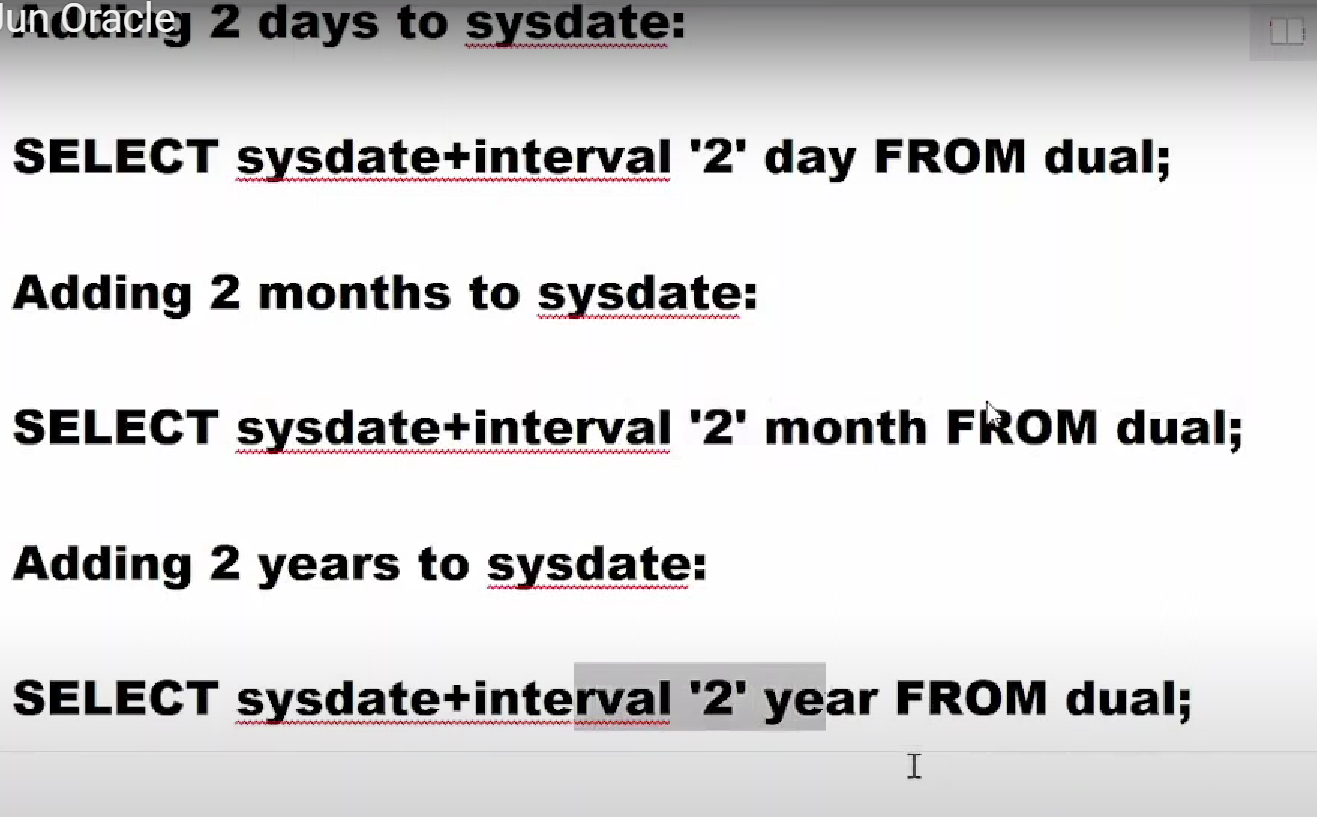 Jun Oracle
Adding 2 days to sysdate:
SELECT sysdate+interval '2' day FROM dual;
Adding 2 months to sysdate:
SELECT sysdate+interval '2' month FROM dual;
Adding 2 years to sysdate:
SELECT sysdate+interval '2' year FROM dual;